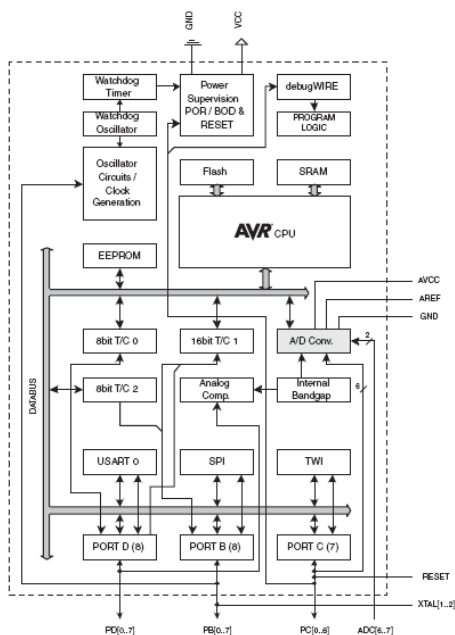 GND
VCC
Watchdog
Timer
Power
Supervision
POR / BOD &
RESET
debugWIRE
Watchdog
Oscillator
PROGRAM
LOGIC
Oscillator
Circuits /
Clock
Generation
Flash
SRAM
AVR CPU
EEPROM
AVCC
AREF
GND
8bit T/C 0
16bit T/C 1
A/D Conv.
2
DATABUS
8bit T/C 2
Analog
Comp.
Internal
Bandgap
6
USART 0
SPI
TWI
PORT D (8)
PORT B (8)
PORT C (7)
RESET
XTAL[1..2]
PD[0..7]
PB[0..7]
PC[0..6]
ADC[6..7]